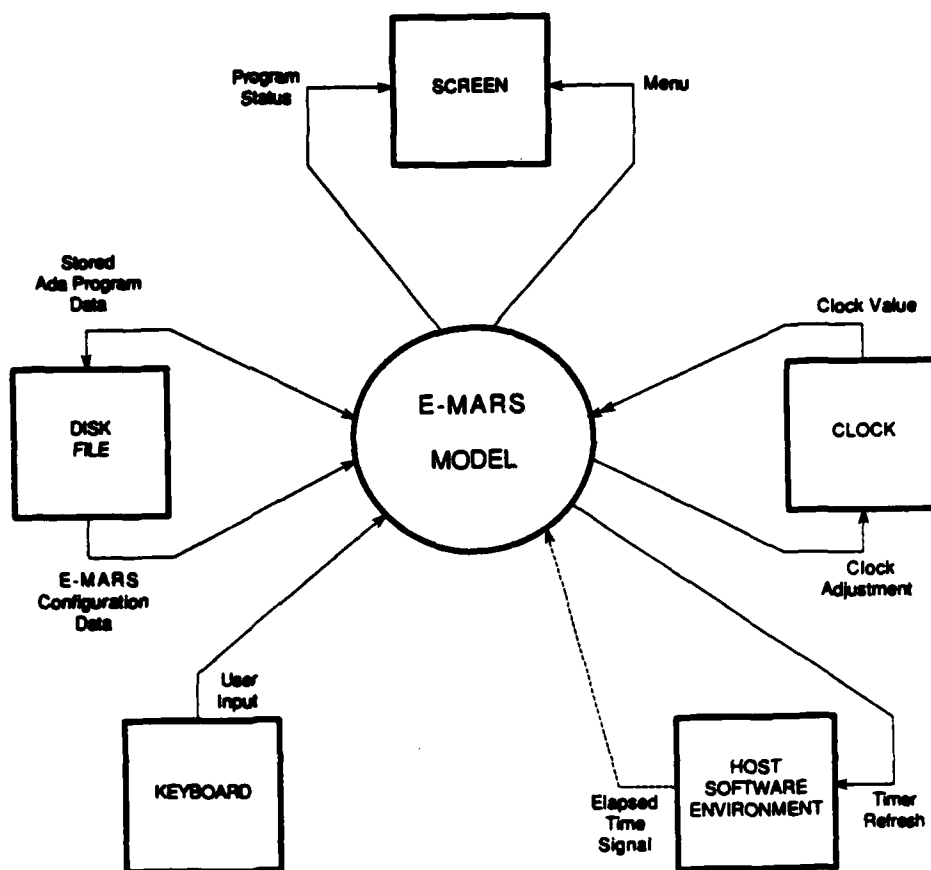 Program
Status
SCREEN
Menu
Stored
Ada Program
Data
Clock Value
E-MARS
MODEL
DISK
FILE
CLOCK
E-MARS
Configuration
Data
Clock
Adjustment
User
Input
KEYBOARD
Elapsed
Time
Signal
HOST
SOFTWARE
ENVIRONMENT
Timer
Refresh